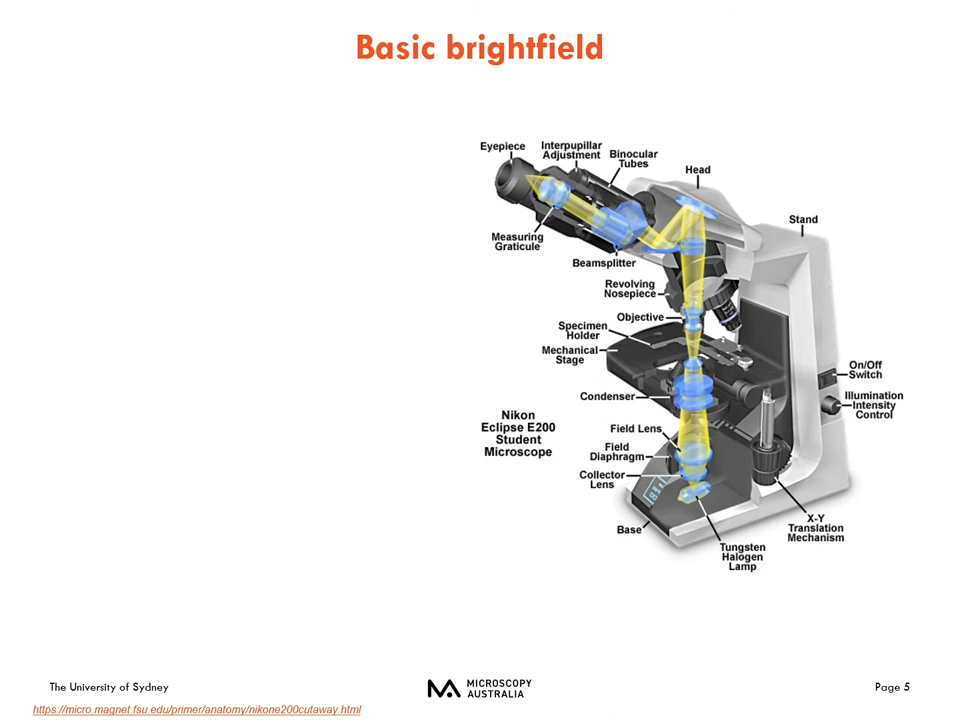 Basic brightfield
Eyepiece
Interpupillar
Adjustment
Binocular
Tubes
Head
Stand
Measuring
Graticule
Beamsplitter
Revolving
Nosepiece
Objective
Specimen
Holder
Mechanical
Stage
On/Off
Switch
Condenser
Illumination
Intensity
Control
Nikon
Eclipse E200
Student
Microscope
Field Lens
Field
Diaphragm
Collector
Lens
Base
X-Y
Translation
Mechanism
Tungsten
Halogen
Lamp
The University of Sydney
MICROSCOPY
AUSTRALIA
Page 5
https://micro.magnet.fsu.edu/primer/anatomy/nikone200cutaway.html